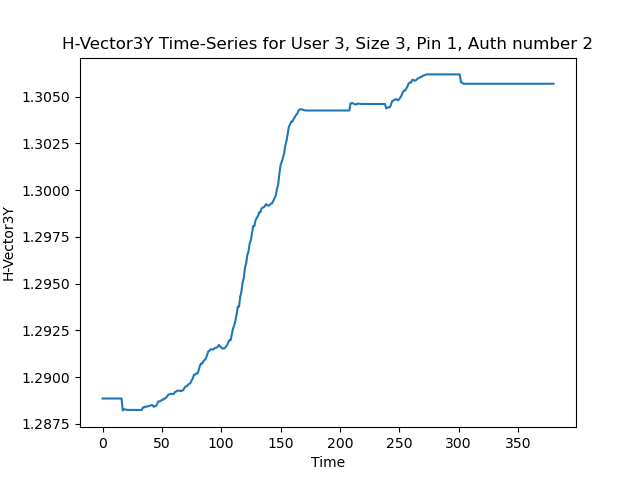 H-Vector3Y Time-Series for User 3, Size 3, Pin 1, Auth number 2
H-Vector3Y
1.3050
1.3025
1.3000
1.2975
1.2950
1.2925
1.2900
1.2875
0 50 100 150 200 250 300 350
Time